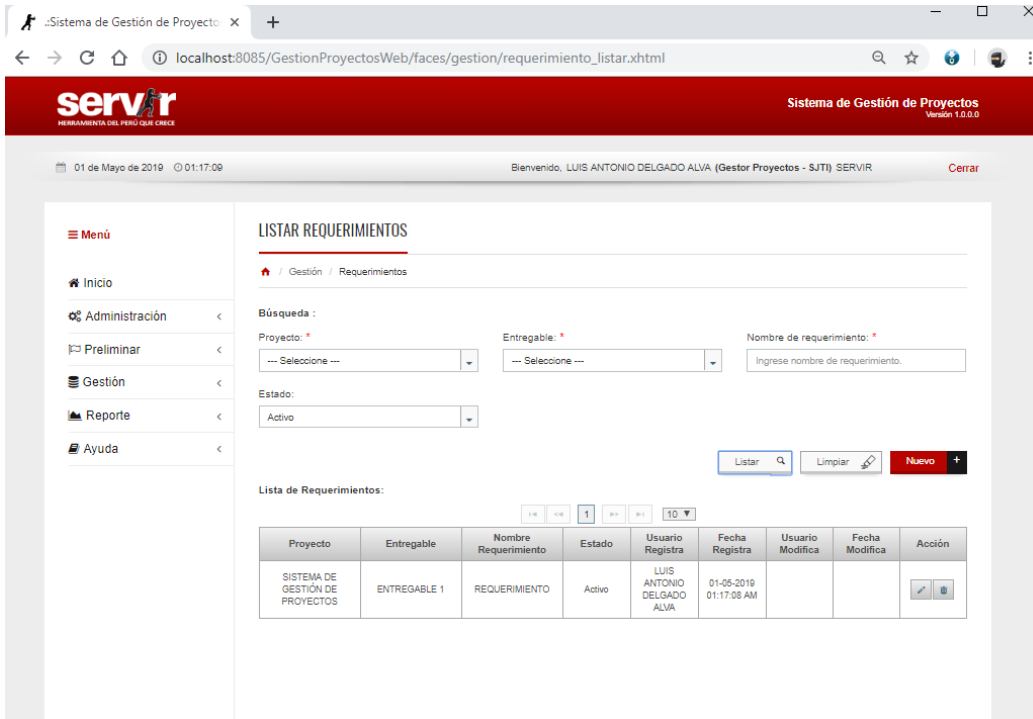 .:Sistema de Gestión de Proyecto
localhost:8085/GestionProyectosWeb/faces/gestion/requerimiento_listar.xhtml
servir
HERRAMIENTA DEL PERÚ QUE CRECE
Sistema de Gestión de Proyectos
Versión 1.0.0.0
01 de Mayo de 2019 01:17:09
Bienvenido, LUIS ANTONIO DELGADO ALVA (Gestor Proyectos - SJTI) SERVIR
Cerrar
Menú
Inicio
Administración
Preliminar
Gestión
Reporte
Ayuda
LISTAR REQUERIMIENTOS
/ Gestión / Requerimientos
Búsqueda :
Proyecto: * Entregable: * Nombre de requerimiento: *
--- Seleccione --- --- Seleccione --- Ingrese nombre de requerimiento.
Estado:
Activo
Listar Limpiar Nuevo +
Lista de Requerimientos:
1 10
Proyecto Entregable Nombre Requerimiento Estado Usuario Registra Fecha Registra Usuario Modifica Fecha Modifica Acción
SISTEMA DE GESTIÓN DE PROYECTOS ENTREGABLE 1 REQUERIMIENTO Activo LUIS ANTONIO DELGADO ALVA 01-05-2019 01:17:08 AM